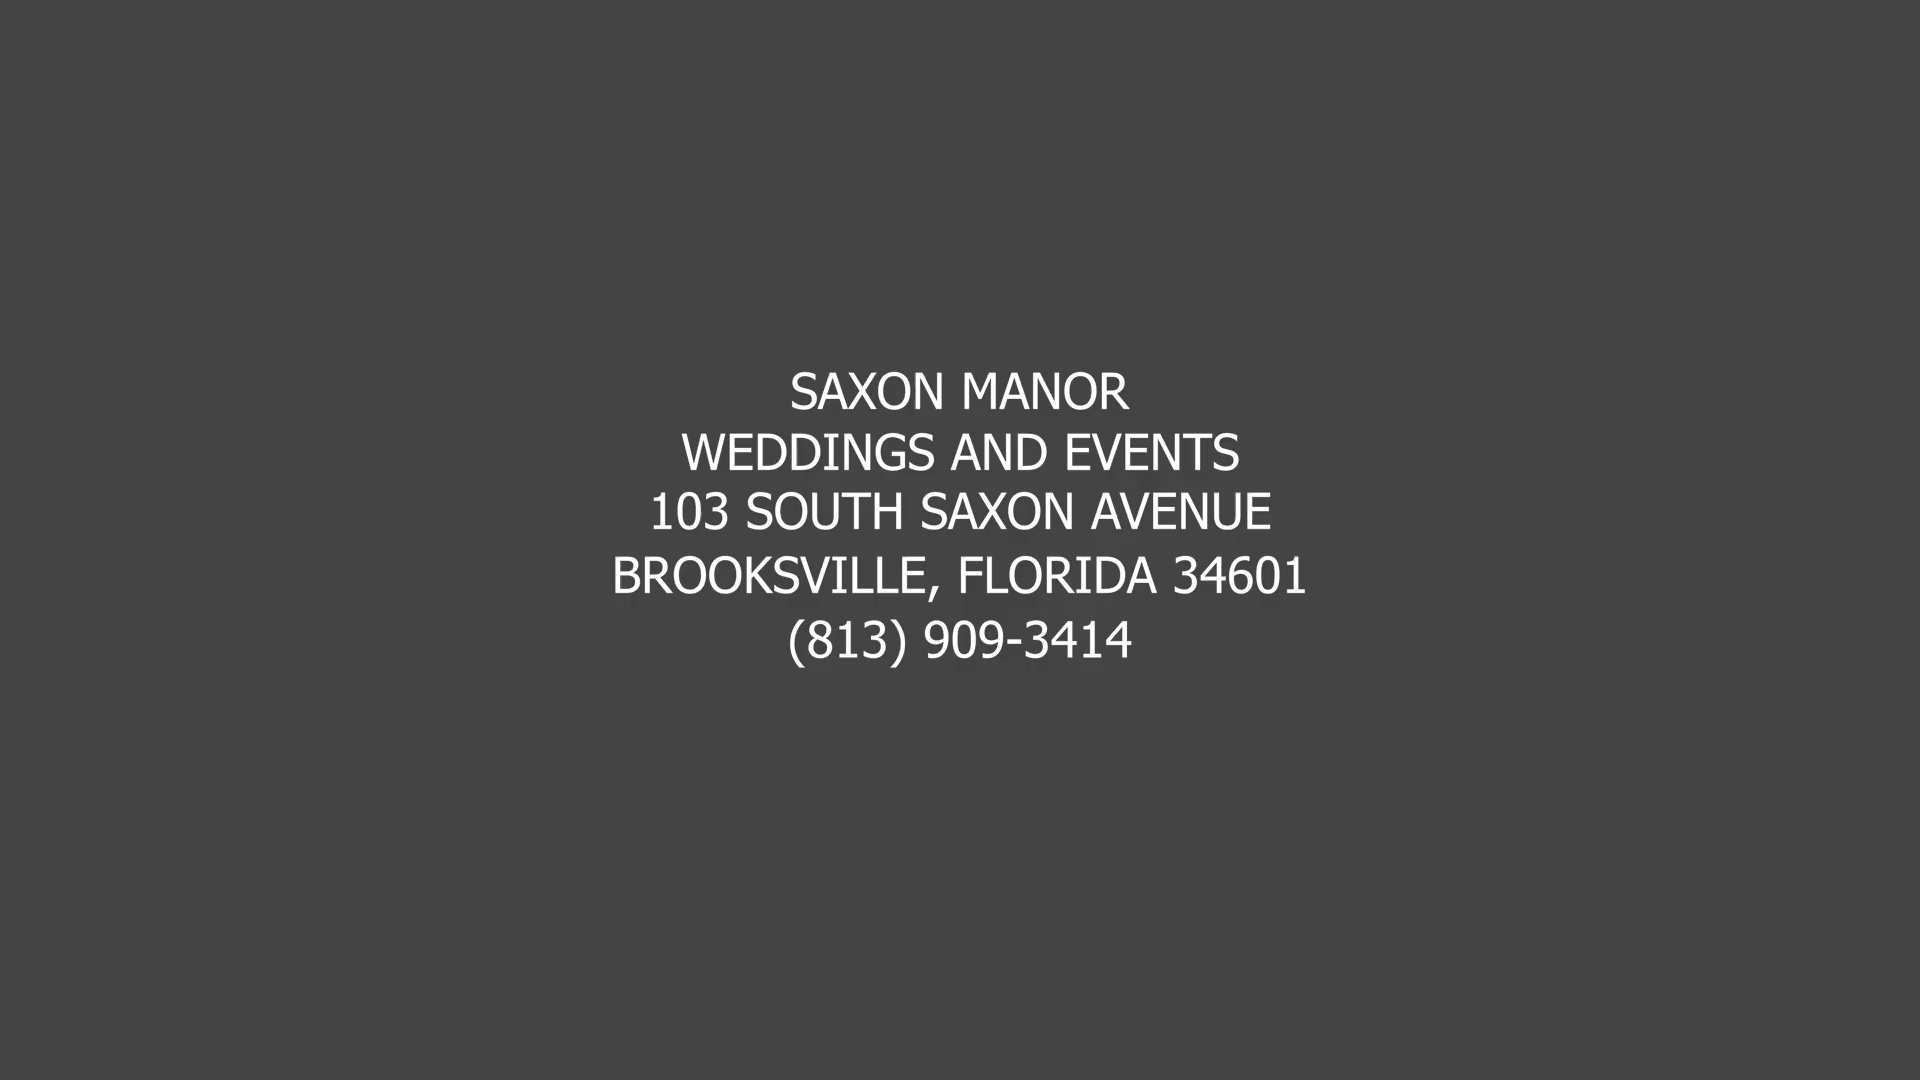 SAXON MANOR
WEDDINGS AND EVENTS
103 SOUTH SAXON AVENUE
BROOKSVILLE, FLORIDA 34601
(813) 909-3414